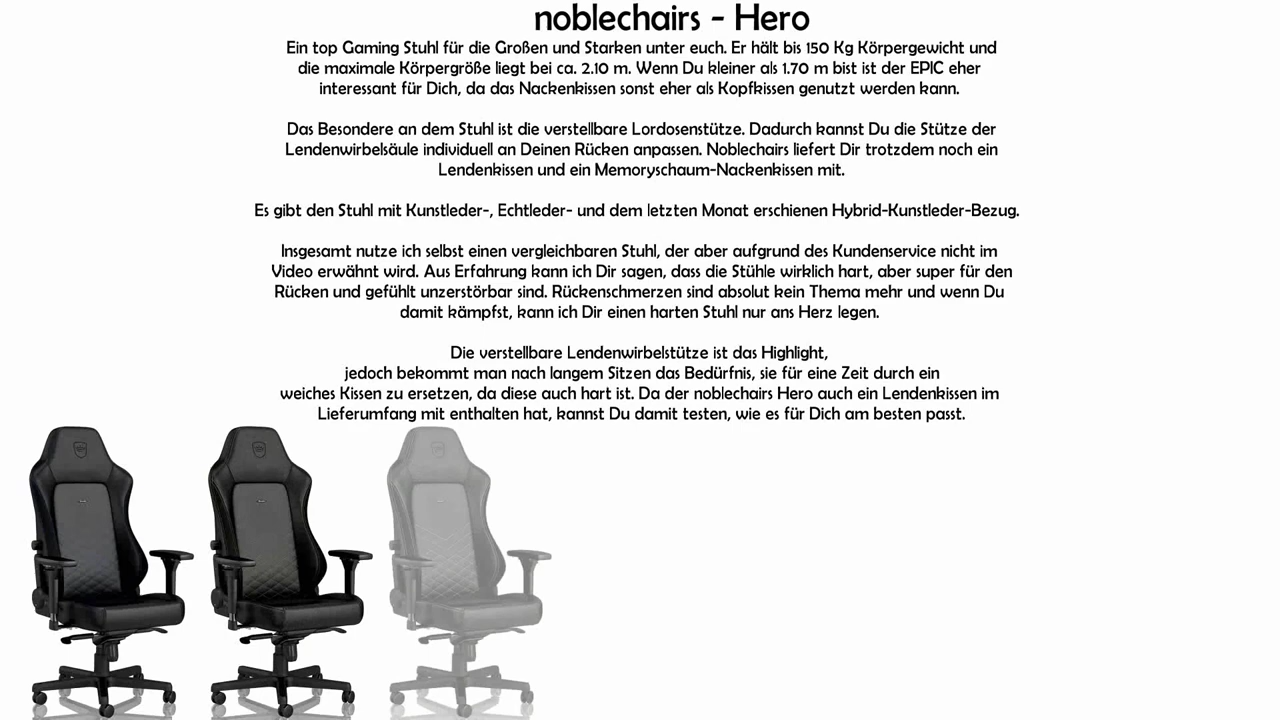 noblechairs - Hero
Ein top Gaming Stuhl für die Großen und Starken unter euch. Er hält bis 150 Kg Körpergewicht und
die maximale Körpergröße liegt bei ca. 2.10 m. Wenn Du kleiner als 1.70 m bist ist der EPIC eher
interessant für Dich, da das Nackenkissen sonst eher als Kopfkissen genutzt werden kann.
Das Besondere an dem Stuhl ist die verstellbare Lordosenstütze. Dadurch kannst Du die Stütze der
Lendenwirbelsäule individuell an Deinen Rücken anpassen. Noblechairs liefert Dir trotzdem noch ein
Lendenkissen und ein Memoryschaum-Nackenkissen mit.
Es gibt den Stuhl mit Kunstleder-, Echtleder- und dem letzten Monat erschienen Hybrid-Kunstleder-Bezug.
Insgesamt nutze ich selbst einen vergleichbaren Stuhl, der aber aufgrund des Kundenservice nicht im
Video erwähnt wird. Aus Erfahrung kann ich Dir sagen, dass die Stühle wirklich hart, aber super für den
Rücken und gefühlt unzerstörbar sind. Rückenschmerzen sind absolut kein Thema mehr und wenn Du
damit kämpfst, kann ich Dir einen harten Stuhl nur ans Herz legen.
Die verstellbare Lendenwirbelstütze ist das Highlight,
jedoch bekommt man nach langem Sitzen das Bedürfnis, sie für eine Zeit durch ein
weiches Kissen zu ersetzen, da diese auch hart ist. Da der noblechairs Hero auch ein Lendenkissen im
Lieferumfang mit enthalten hat, kannst Du damit testen, wie es für Dich am besten passt.